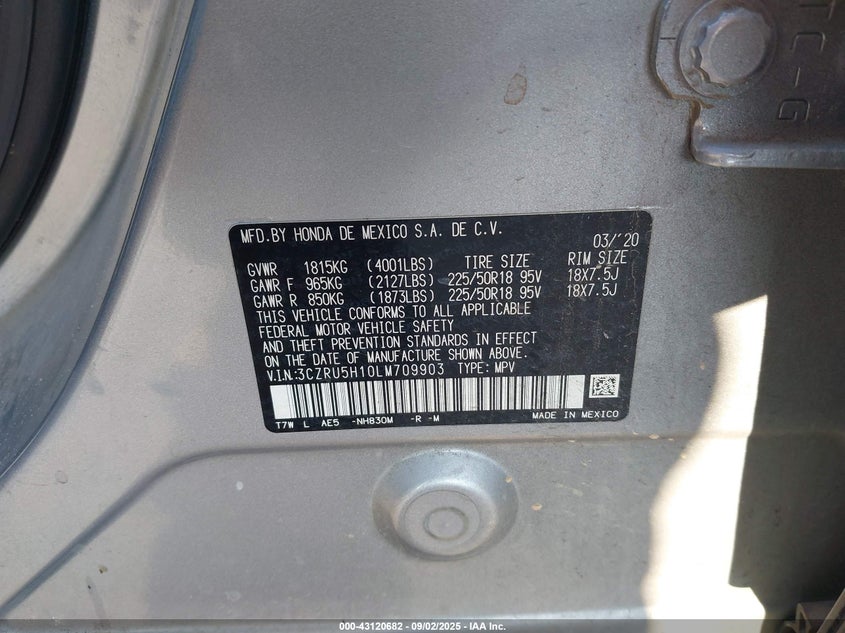 TC-G
MFD.BY HONDA DE MEXICO S.A. DE C.V.
03/'20
GVWR 1815KG (4001LBS) TIRE SIZE RIM SIZE
GAWR F 965KG (2127LBS) 225/50R18 95V 18X7.5J
GAWR R 850KG (1873LBS) 225/50R18 95V 18X7.5J
THIS VEHICLE CONFORMS TO ALL APPLICABLE
FEDERAL MOTOR VEHICLE SAFETY
AND THEFT PREVENTION STANDARDS IN EFFECT
ON THE DATE OF MANUFACTURE SHOWN ABOVE.
V.I.N:3CZRU5H10LM709903 TYPE: MPV
T7W L AE5 -NH830M -R -M MADE IN MEXICO
000-43120682 - 09/02/2025 - IAA Inc.